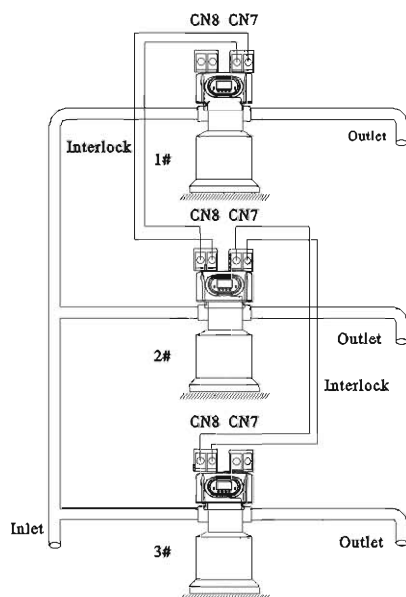 CN8 CN7
Outlet
Interlock
1#
CN8 CN7
Outlet
2#
Interlock
CN8 CN7
Inlet
Outlet
3#